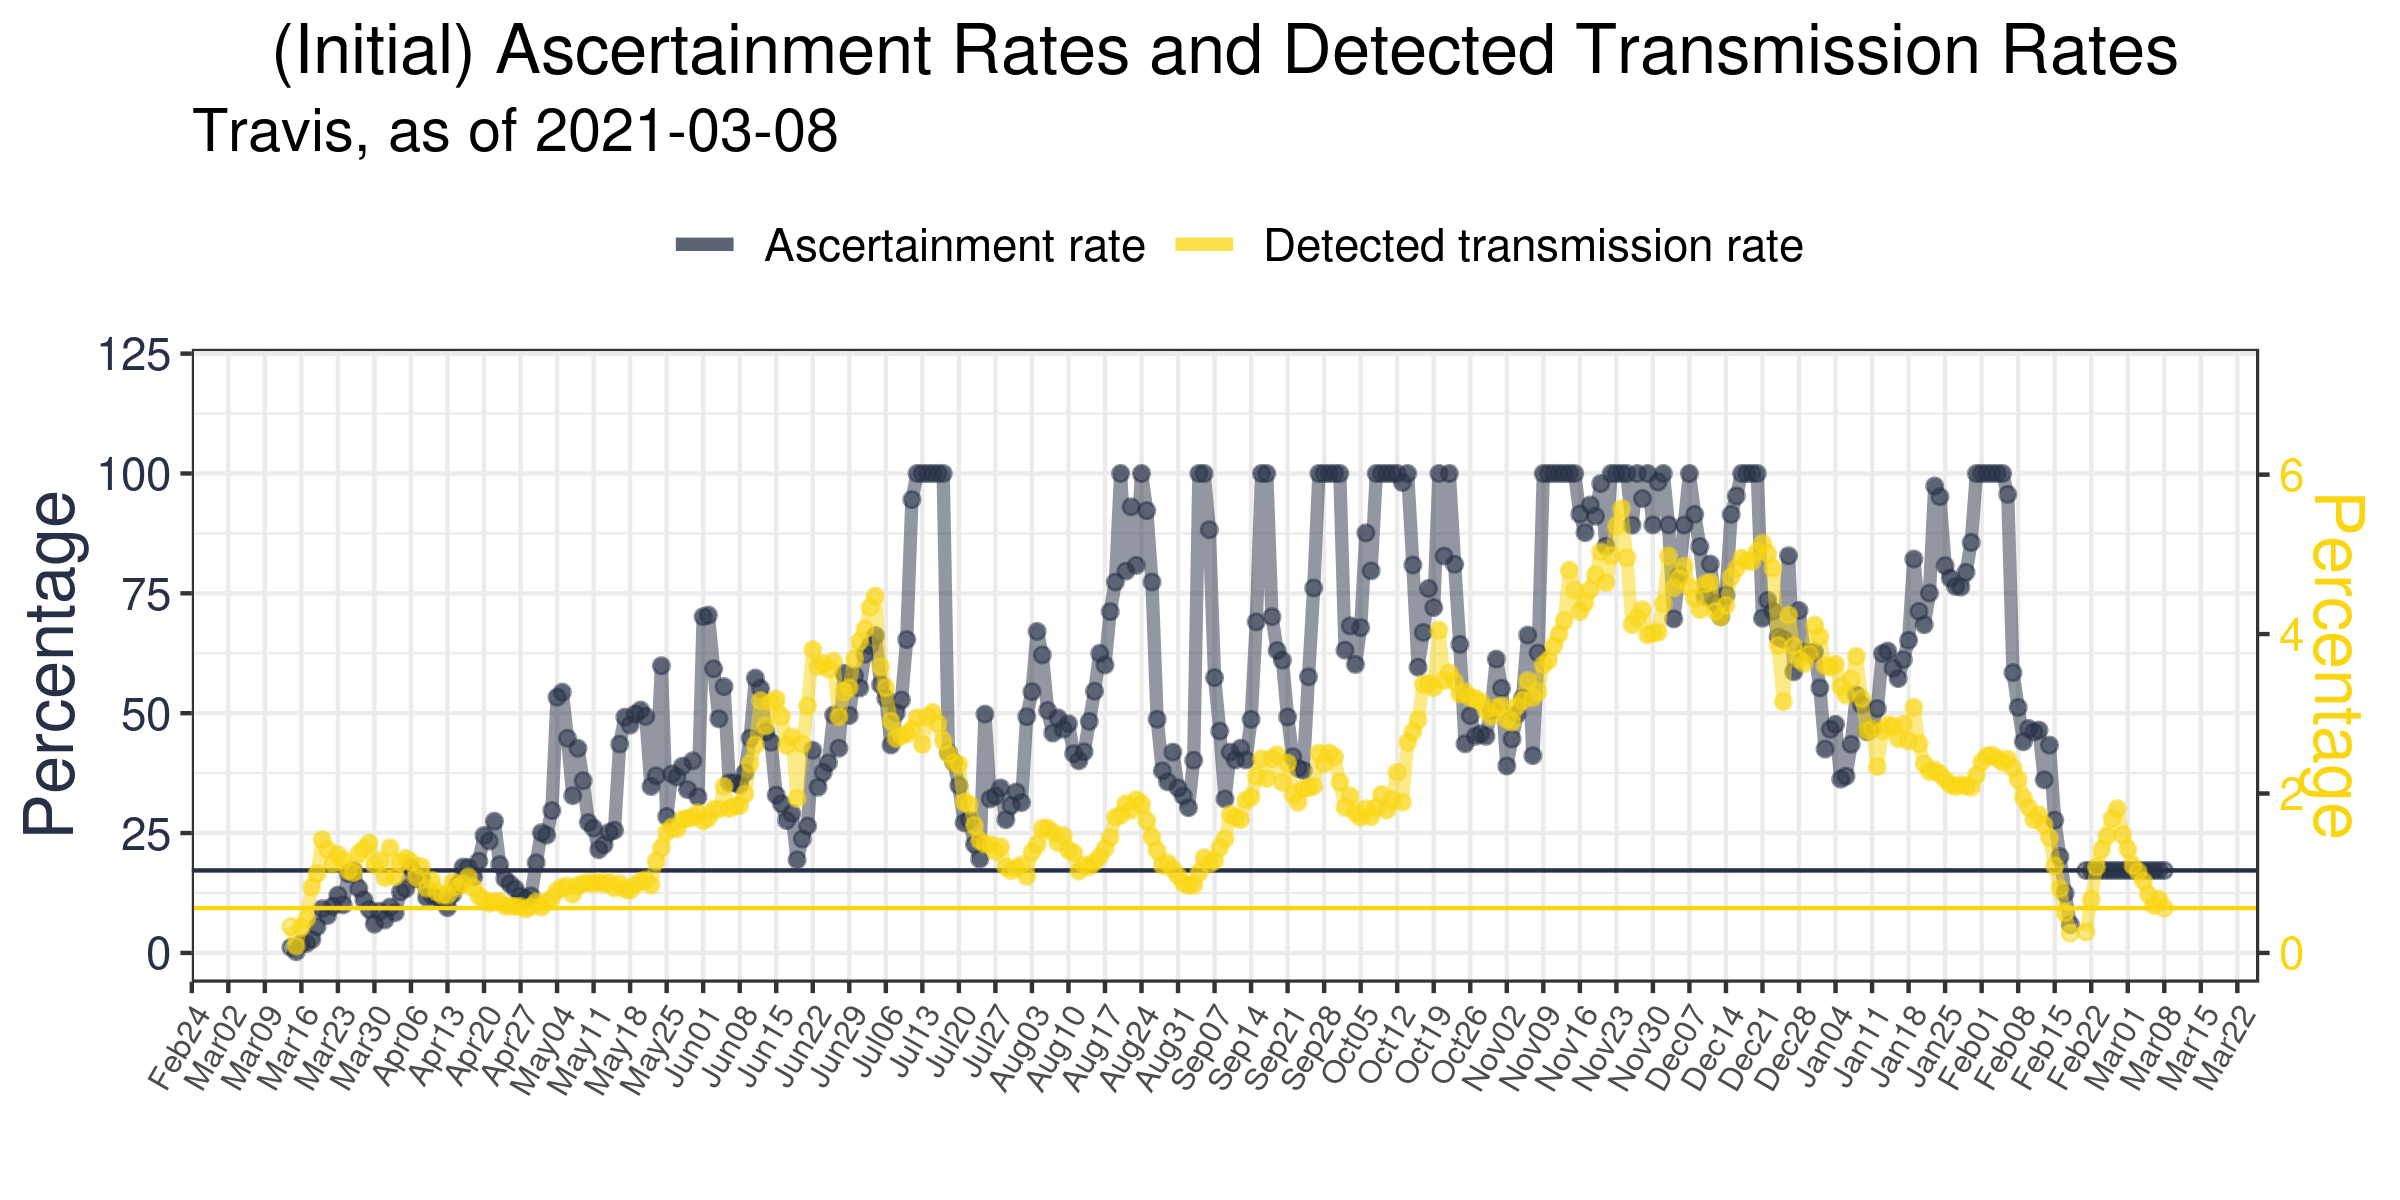 (Initial) Ascertainment Rates and Detected Transmission Rates
Travis, as of 2021-03-08
Ascertainment rate
Detected transmission rate
Percentage
125
100
75
50
25
0
6
4
2
0
Percentage
Feb24
Mar02
Mar09
Mar16
Mar23
Mar30
Apr06
Apr13
Apr20
Apr27
May04
May11
May18
May25
Jun01
Jun08
Jun15
Jun22
Jun29
Jul06
Jul13
Jul20
Jul27
Aug03
Aug10
Aug17
Aug24
Aug31
Sep07
Sep14
Sep21
Sep28
Oct05
Oct12
Oct19
Oct26
Nov02
Nov09
Nov16
Nov23
Nov30
Dec07
Dec14
Dec21
Dec28
Jan04
Jan11
Jan18
Jan25
Feb01
Feb08
Feb15
Feb22
Mar01
Mar08
Mar15
Mar22